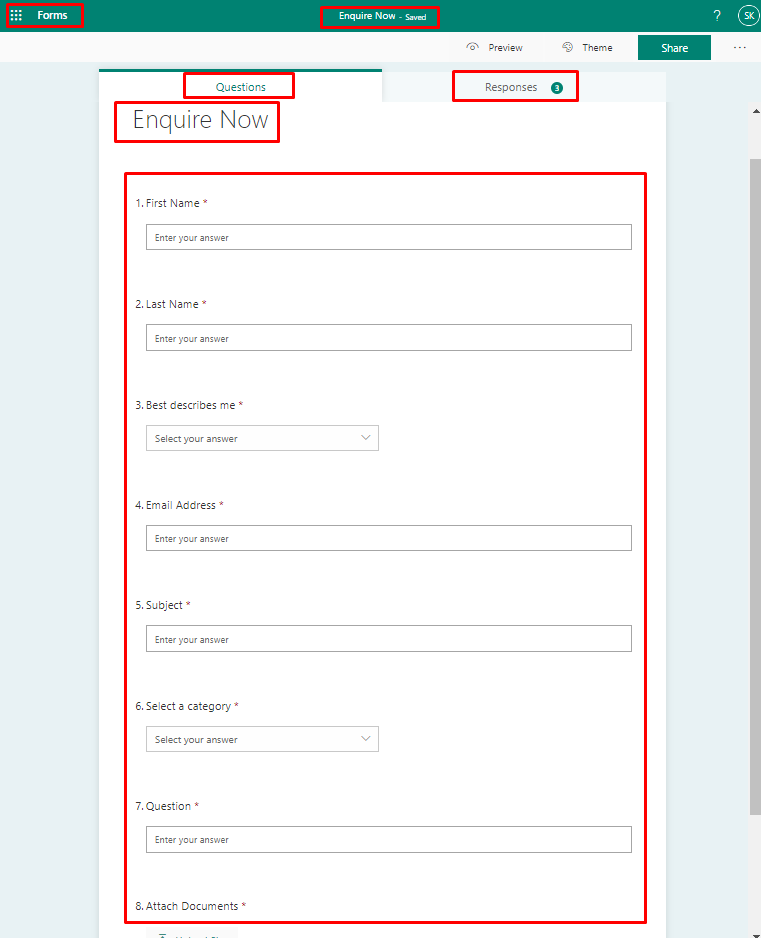 Forms
Enquire Now - Saved
?
SK
Preview
Theme
Share
...
Questions
Responses 3
Enquire Now
1. First Name *
Enter your answer
2. Last Name *
Enter your answer
3. Best describes me *
Select your answer
4. Email Address *
Enter your answer
5. Subject *
Enter your answer
6. Select a category *
Select your answer
7. Question *
Enter your answer
8. Attach Documents *